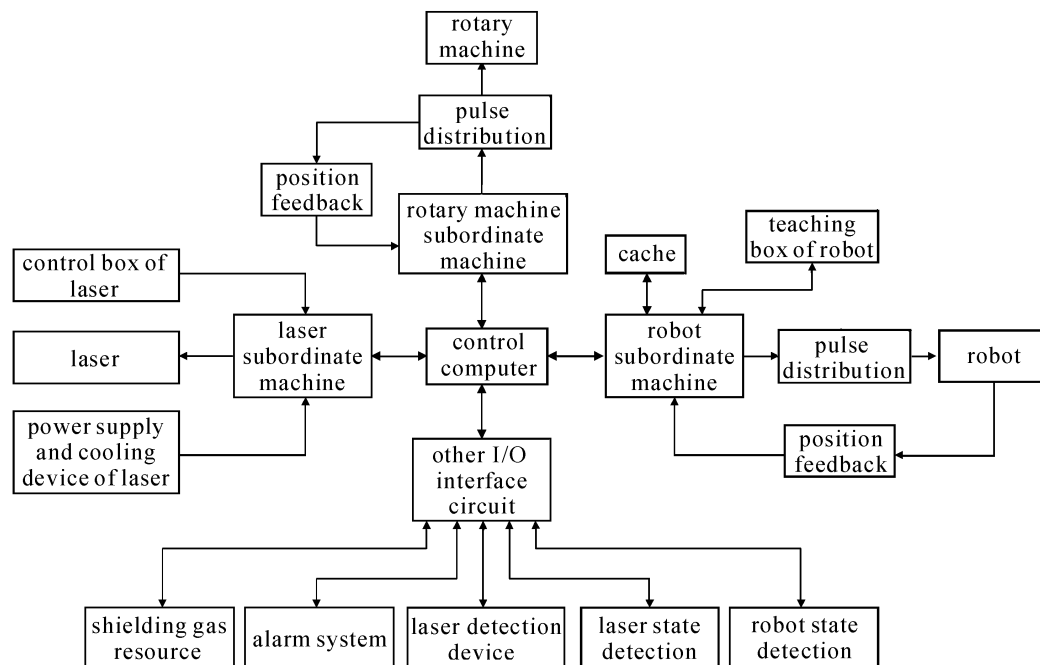 rotary
machine
pulse
distribution
position
feedback
rotary machine
subordinate
machine
teaching
box of robot
cache
control box of
laser
laser
subordinate
machine
control
computer
robot
subordinate
machine
pulse
distribution
robot
laser
power supply
and cooling
device of laser
position
feedback
other I/O
interface
circuit
shielding gas
resource
alarm system
laser detection
device
laser state
detection
robot state
detection